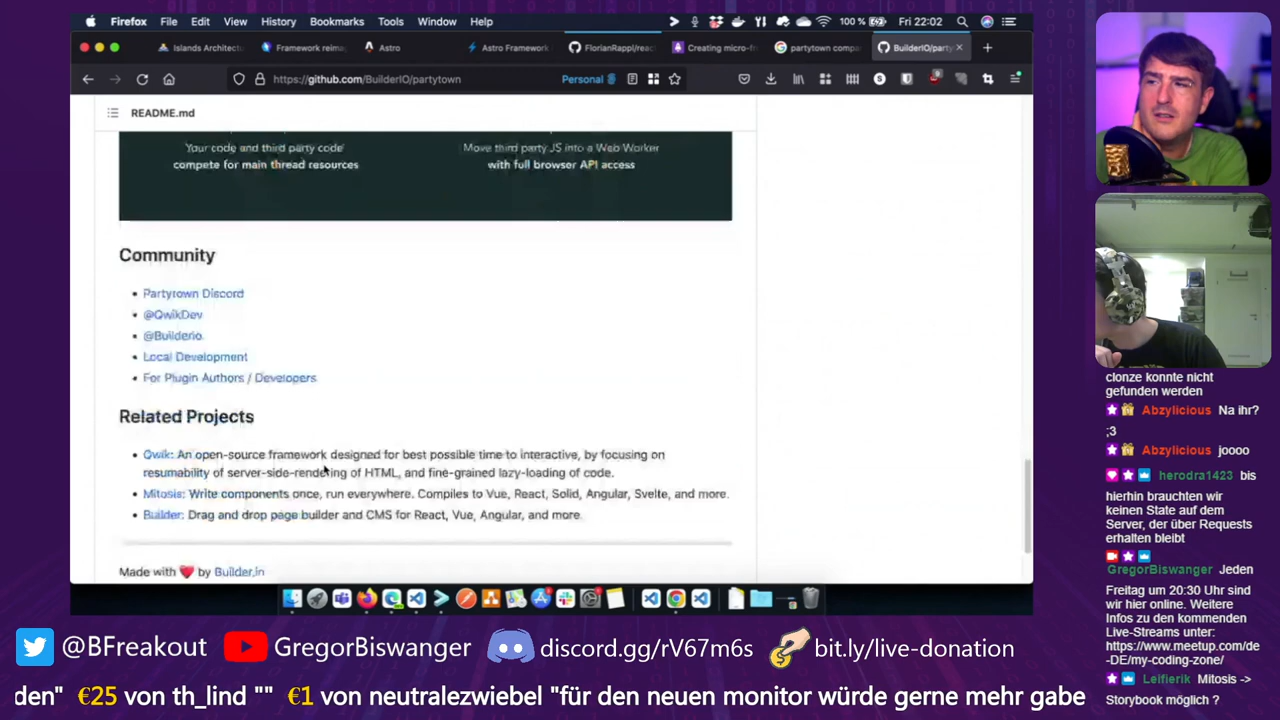 Firefox File Edit View History Bookmarks Tools Window Help
100 % Fri 22:02
Islands Architect
Framework reima
Astro
Astro Framework
FlorianRappl/reac
Creating micro-fr
partytown compa
BuilderIO/party
https://github.com/BuilderIO/partytown
Personal
README.md
Your code and third party code
compete for main thread resources
Move third party JS into a Web Worker
with full browser API access
Community
Partytown Discord
@QwikDev
@Builderio
Local Development
For Plugin Authors / Developers
Related Projects
Qwik: An open-source framework designed for best possible time to interactive, by focusing on
resumability of server-side-rendering of HTML, and fine-grained lazy-loading of code.
Mitosis: Write components once, run everywhere. Compiles to Vue, React, Solid, Angular, Svelte, and more.
Builder: Drag and drop page builder and CMS for React, Vue, Angular, and more.
Made with ❤️ by Builder.io
clonze konnte nicht
gefunden werden
Abzylicious Na ihr?
;3
Abzylicious joooo
herodra1423 bis
hierhin brauchten wir
keinen State auf dem
Server, der über Requests
erhalten bleibt
GregorBiswanger Jeden
Freitag um 20:30 Uhr sind
wir hier online. Weitere
Infos zu den kommenden
Live-Streams unter:
https://www.meetup.com/de
-DE/my-coding-zone/
Leifierik Mitosis ->
Storybook möglich ?
@BFreakout GregorBiswanger discord.gg/rV67m6s bit.ly/live-donation
den" €25 von th_lind "" €1 von neutralezwiebel "für den neuen monitor würde gerne mehr gabe